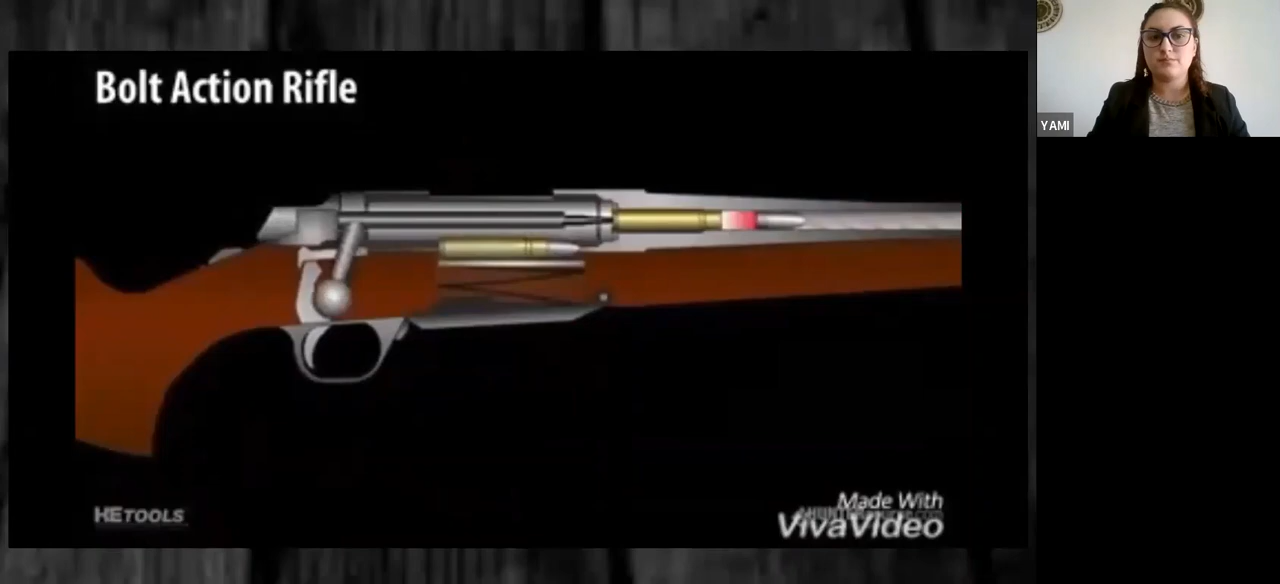 Bolt Action Rifle
YAMI
HETOOLS
Made With
VivaVideo